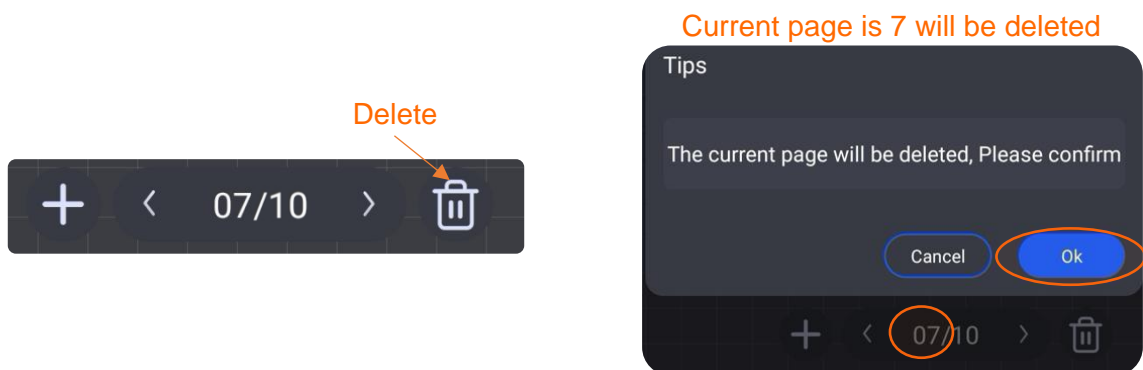 Delete
07/10
Current page is 7 will be deleted
Tips
The current page will be deleted, Please confirm
Cancel
Ok
07/10